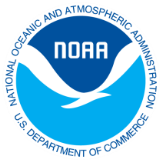 NATIONAL OCEANIC AND ATMOSPHERIC ADMINISTRATION
NOAA
U.S. DEPARTMENT OF COMMERCE